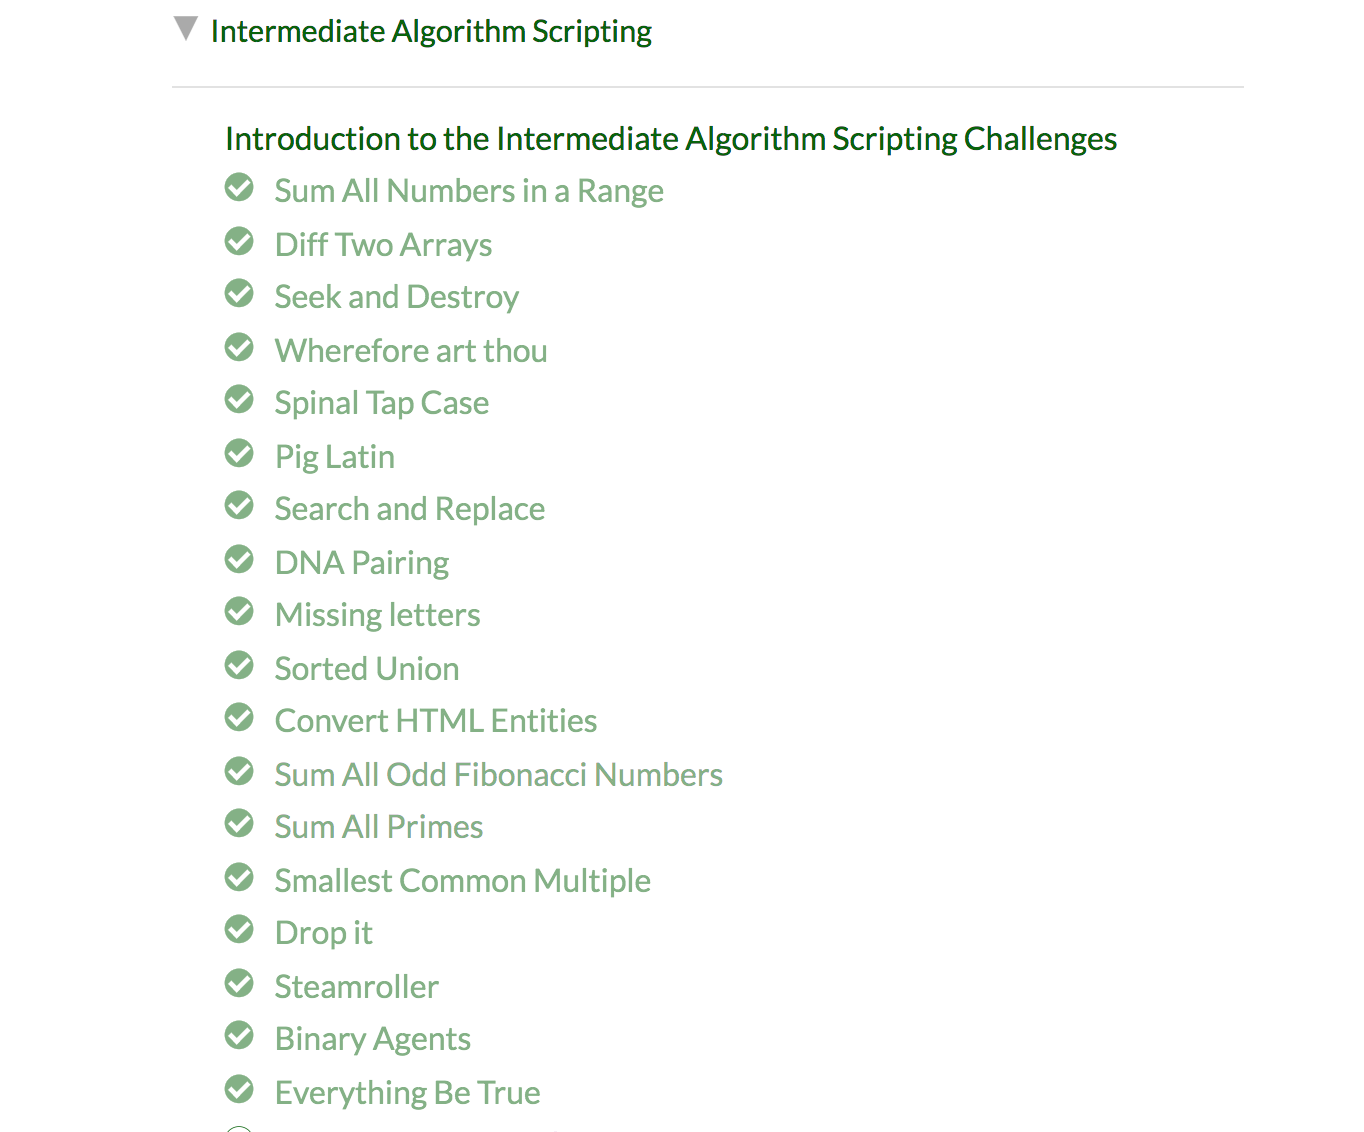 Intermediate Algorithm Scripting
Introduction to the Intermediate Algorithm Scripting Challenges
Sum All Numbers in a Range
Diff Two Arrays
Seek and Destroy
Wherefore art thou
Spinal Tap Case
Pig Latin
Search and Replace
DNA Pairing
Missing letters
Sorted Union
Convert HTML Entities
Sum All Odd Fibonacci Numbers
Sum All Primes
Smallest Common Multiple
Drop it
Steamroller
Binary Agents
Everything Be True